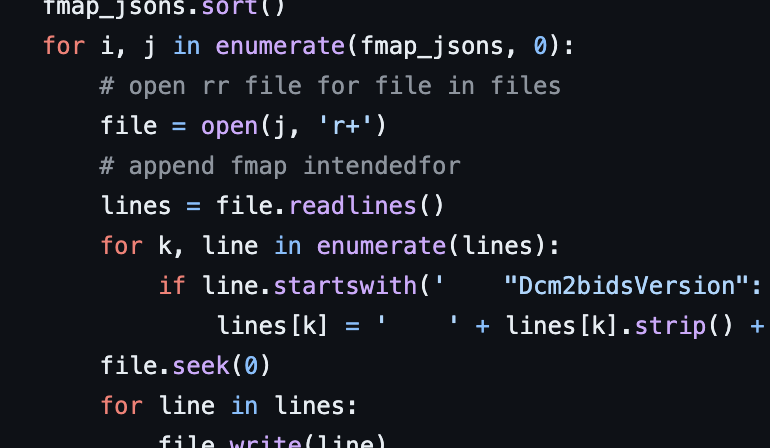 fmap_jsons.sort()
for i, j in enumerate(fmap_jsons, 0):
    # open rr file for file in files
    file = open(j, 'r+')
    # append fmap intendedfor
    lines = file.readlines()
    for k, line in enumerate(lines):
        if line.startswith('    "Dcm2bidsVersion":
            lines[k] = '    ' + lines[k].strip() +
    file.seek(0)
    for line in lines:
        file.write(line)